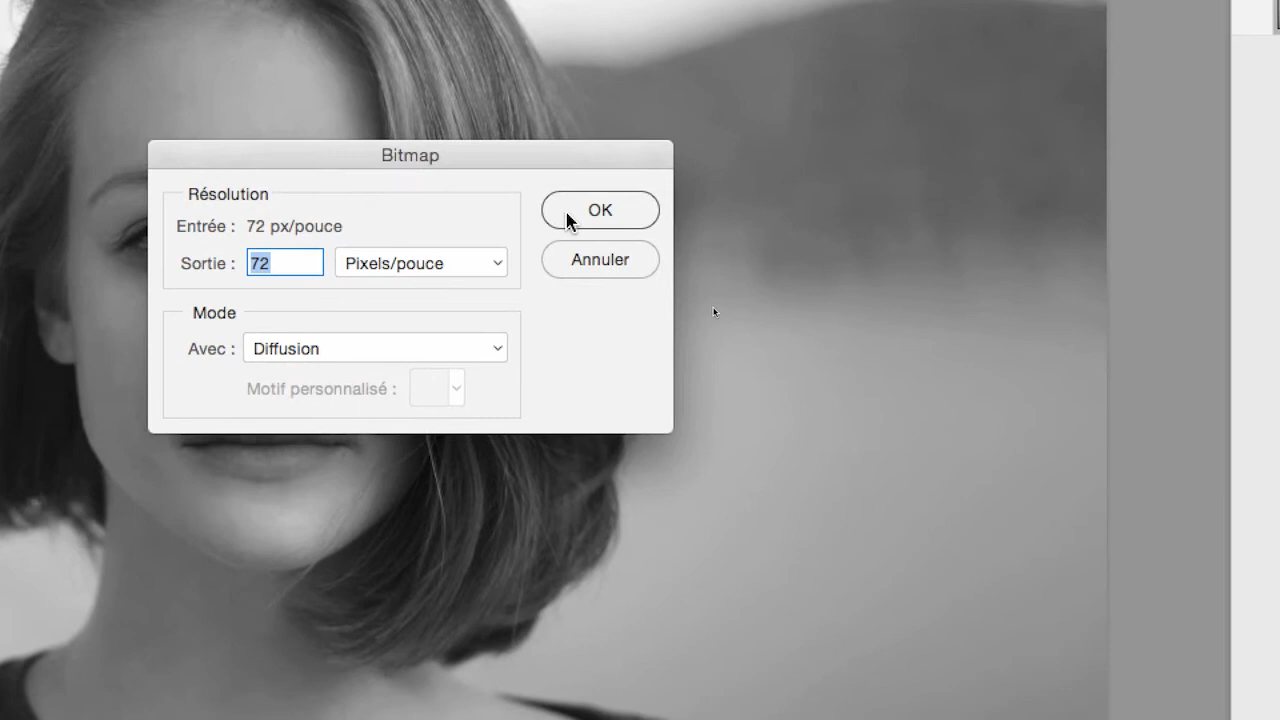 Bitmap
Résolution
Entrée : 72 px/pouce
Sortie : 72 Pixels/pouce
OK
Annuler
Mode
Avec : Diffusion
Motif personnalisé :